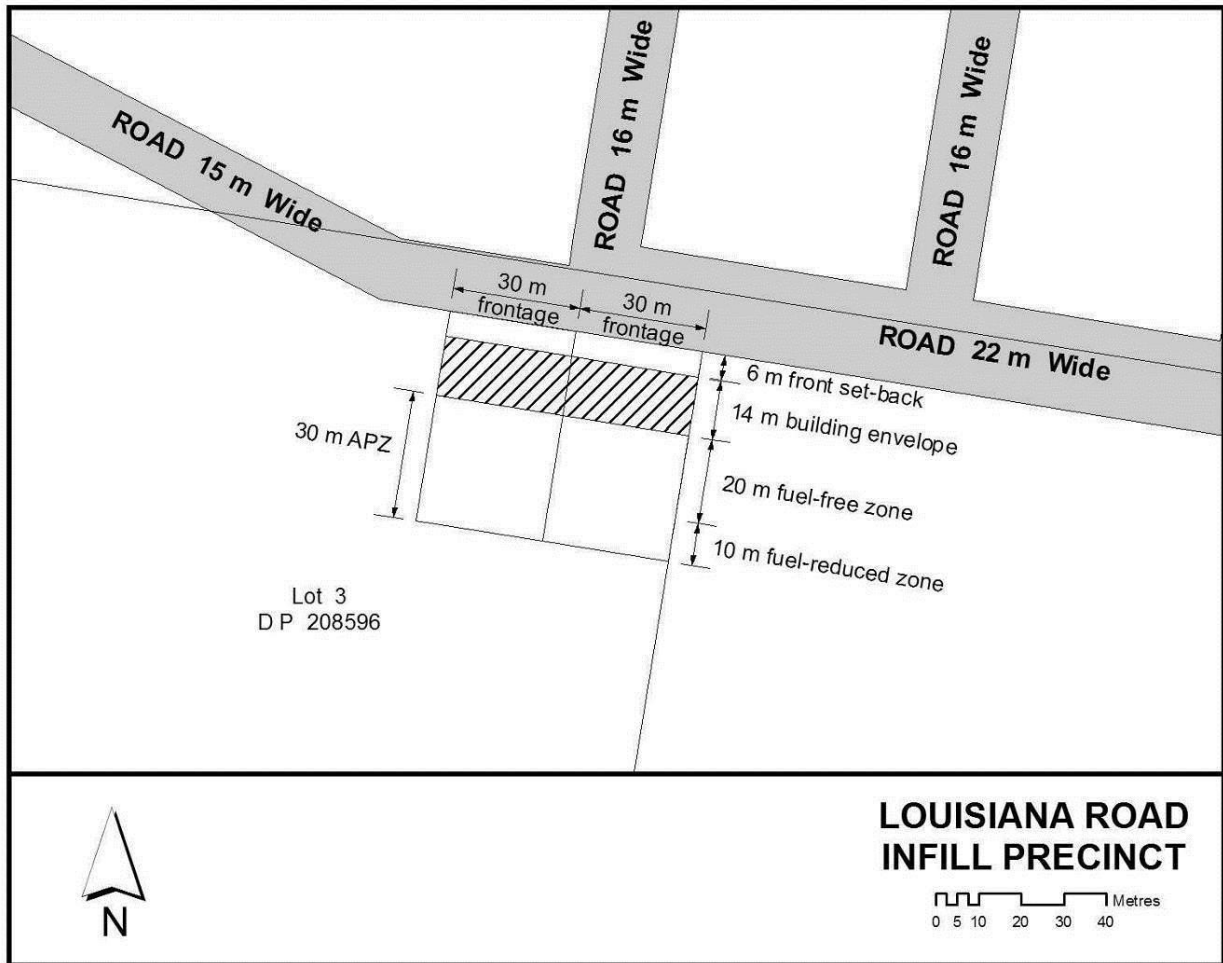 ROAD 15 m Wide
ROAD 16 m Wide
ROAD 16 m Wide
30 m
frontage
30 m
frontage
ROAD 22 m Wide
6 m front set-back
14 m building envelope
30 m APZ
20 m fuel-free zone
10 m fuel-reduced zone
Lot 3
D P 208596
N
LOUISIANA ROAD
INFILL PRECINCT
Metres
0 5 10 20 30 40